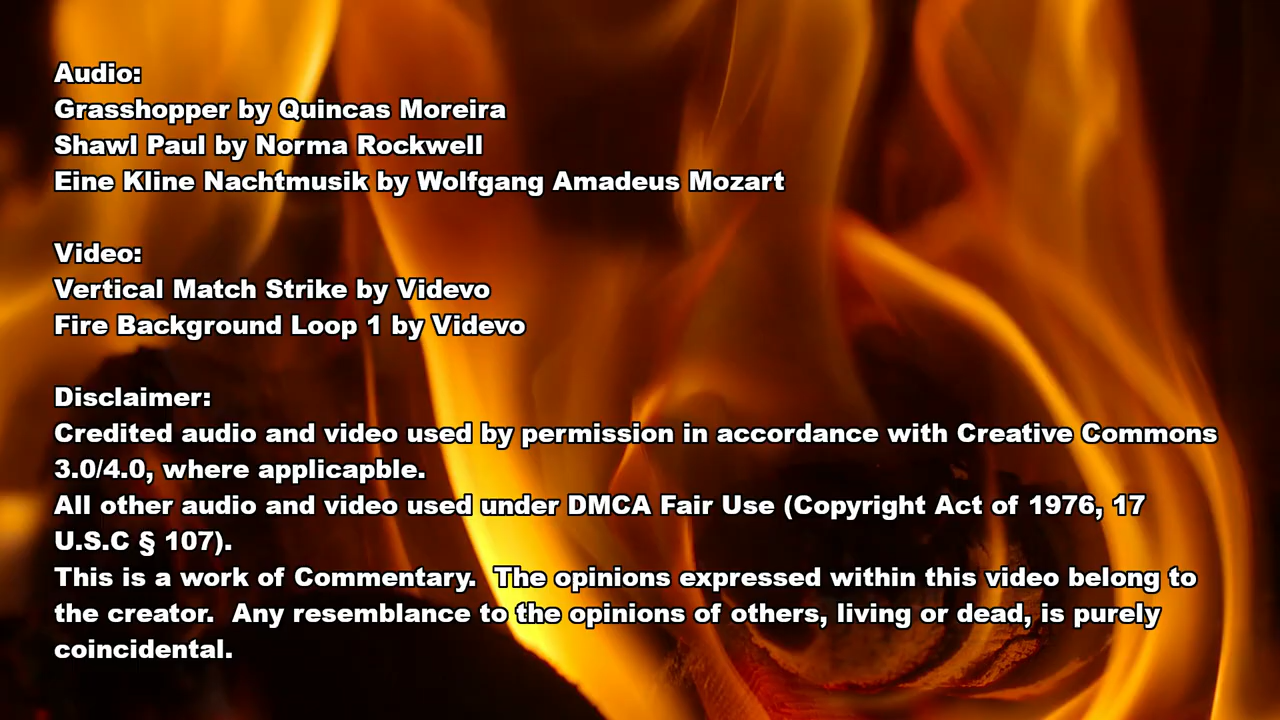 Audio:
Grasshopper by Quincas Moreira
Shawl Paul by Norma Rockwell
Eine Kline Nachtmusik by Wolfgang Amadeus Mozart
Video:
Vertical Match Strike by Videvo
Fire Background Loop 1 by Videvo
Disclaimer:
Credited audio and video used by permission in accordance with Creative Commons
3.0/4.0, where applicapble.
All other audio and video used under DMCA Fair Use (Copyright Act of 1976, 17
U.S.C § 107).
This is a work of Commentary.  The opinions expressed within this video belong to
the creator.  Any resemblance to the opinions of others, living or dead, is purely
coincidental.